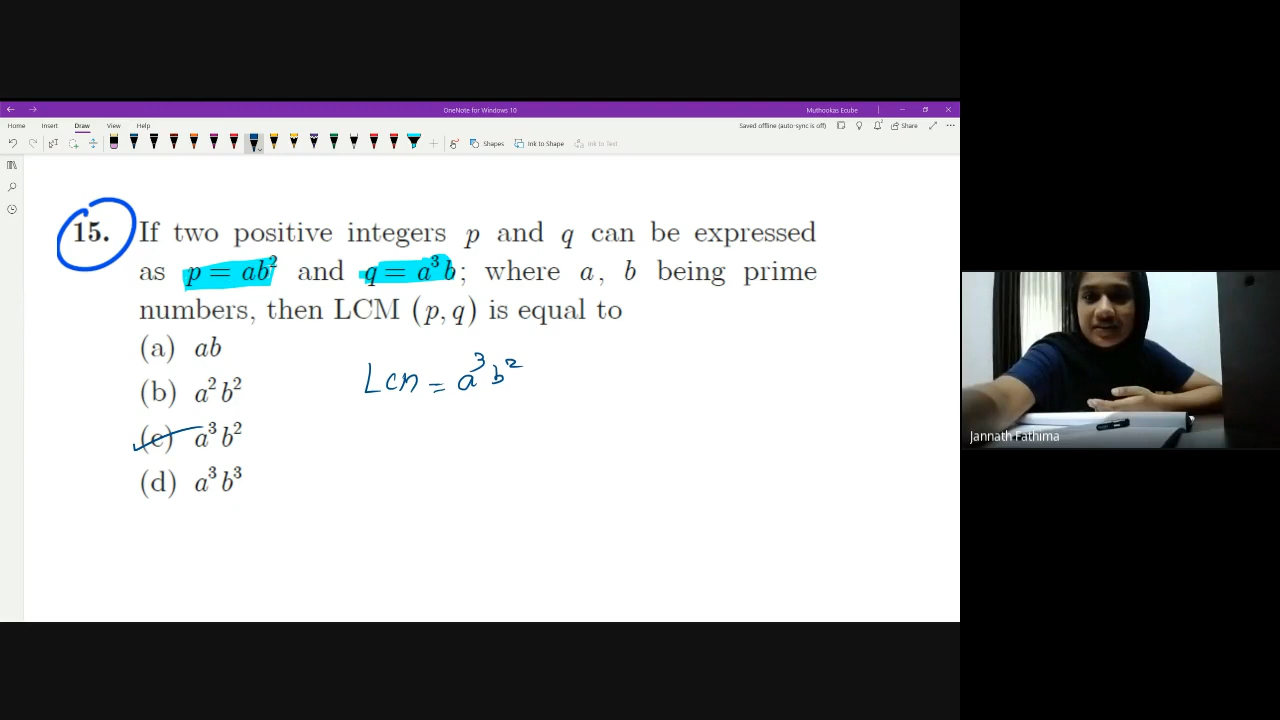 OneNote for Windows 10
Muthookas Ecube
Home Insert Draw View Help
Saved offline (auto-sync is off)
Share
Shapes
Ink to Shape
Ink to Text
15. If two positive integers p and q can be expressed
as p = ab² and q = a³b; where a, b being prime
numbers, then LCM (p, q) is equal to
(a) ab
(b) a²b²
(c) a³b²
(d) a³b³
Lcm = a³b²
Jannath Fathima